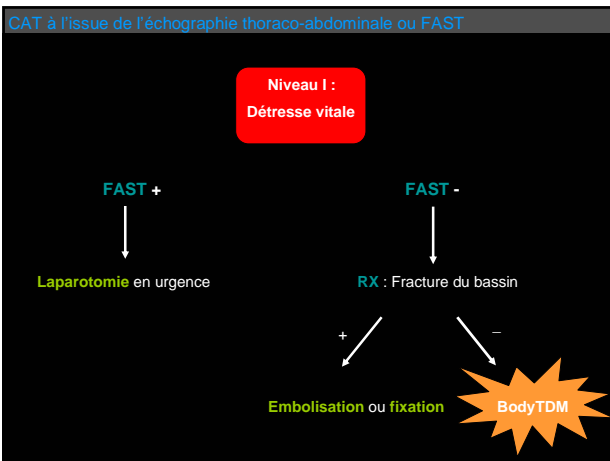 CAT à l'issue de l'échographie thoraco-abdominale ou FAST
Niveau I :
Détresse vitale
FAST +
FAST -
Laparotomie en urgence
RX : Fracture du bassin
+
–
Embolisation ou fixation
BodyTDM